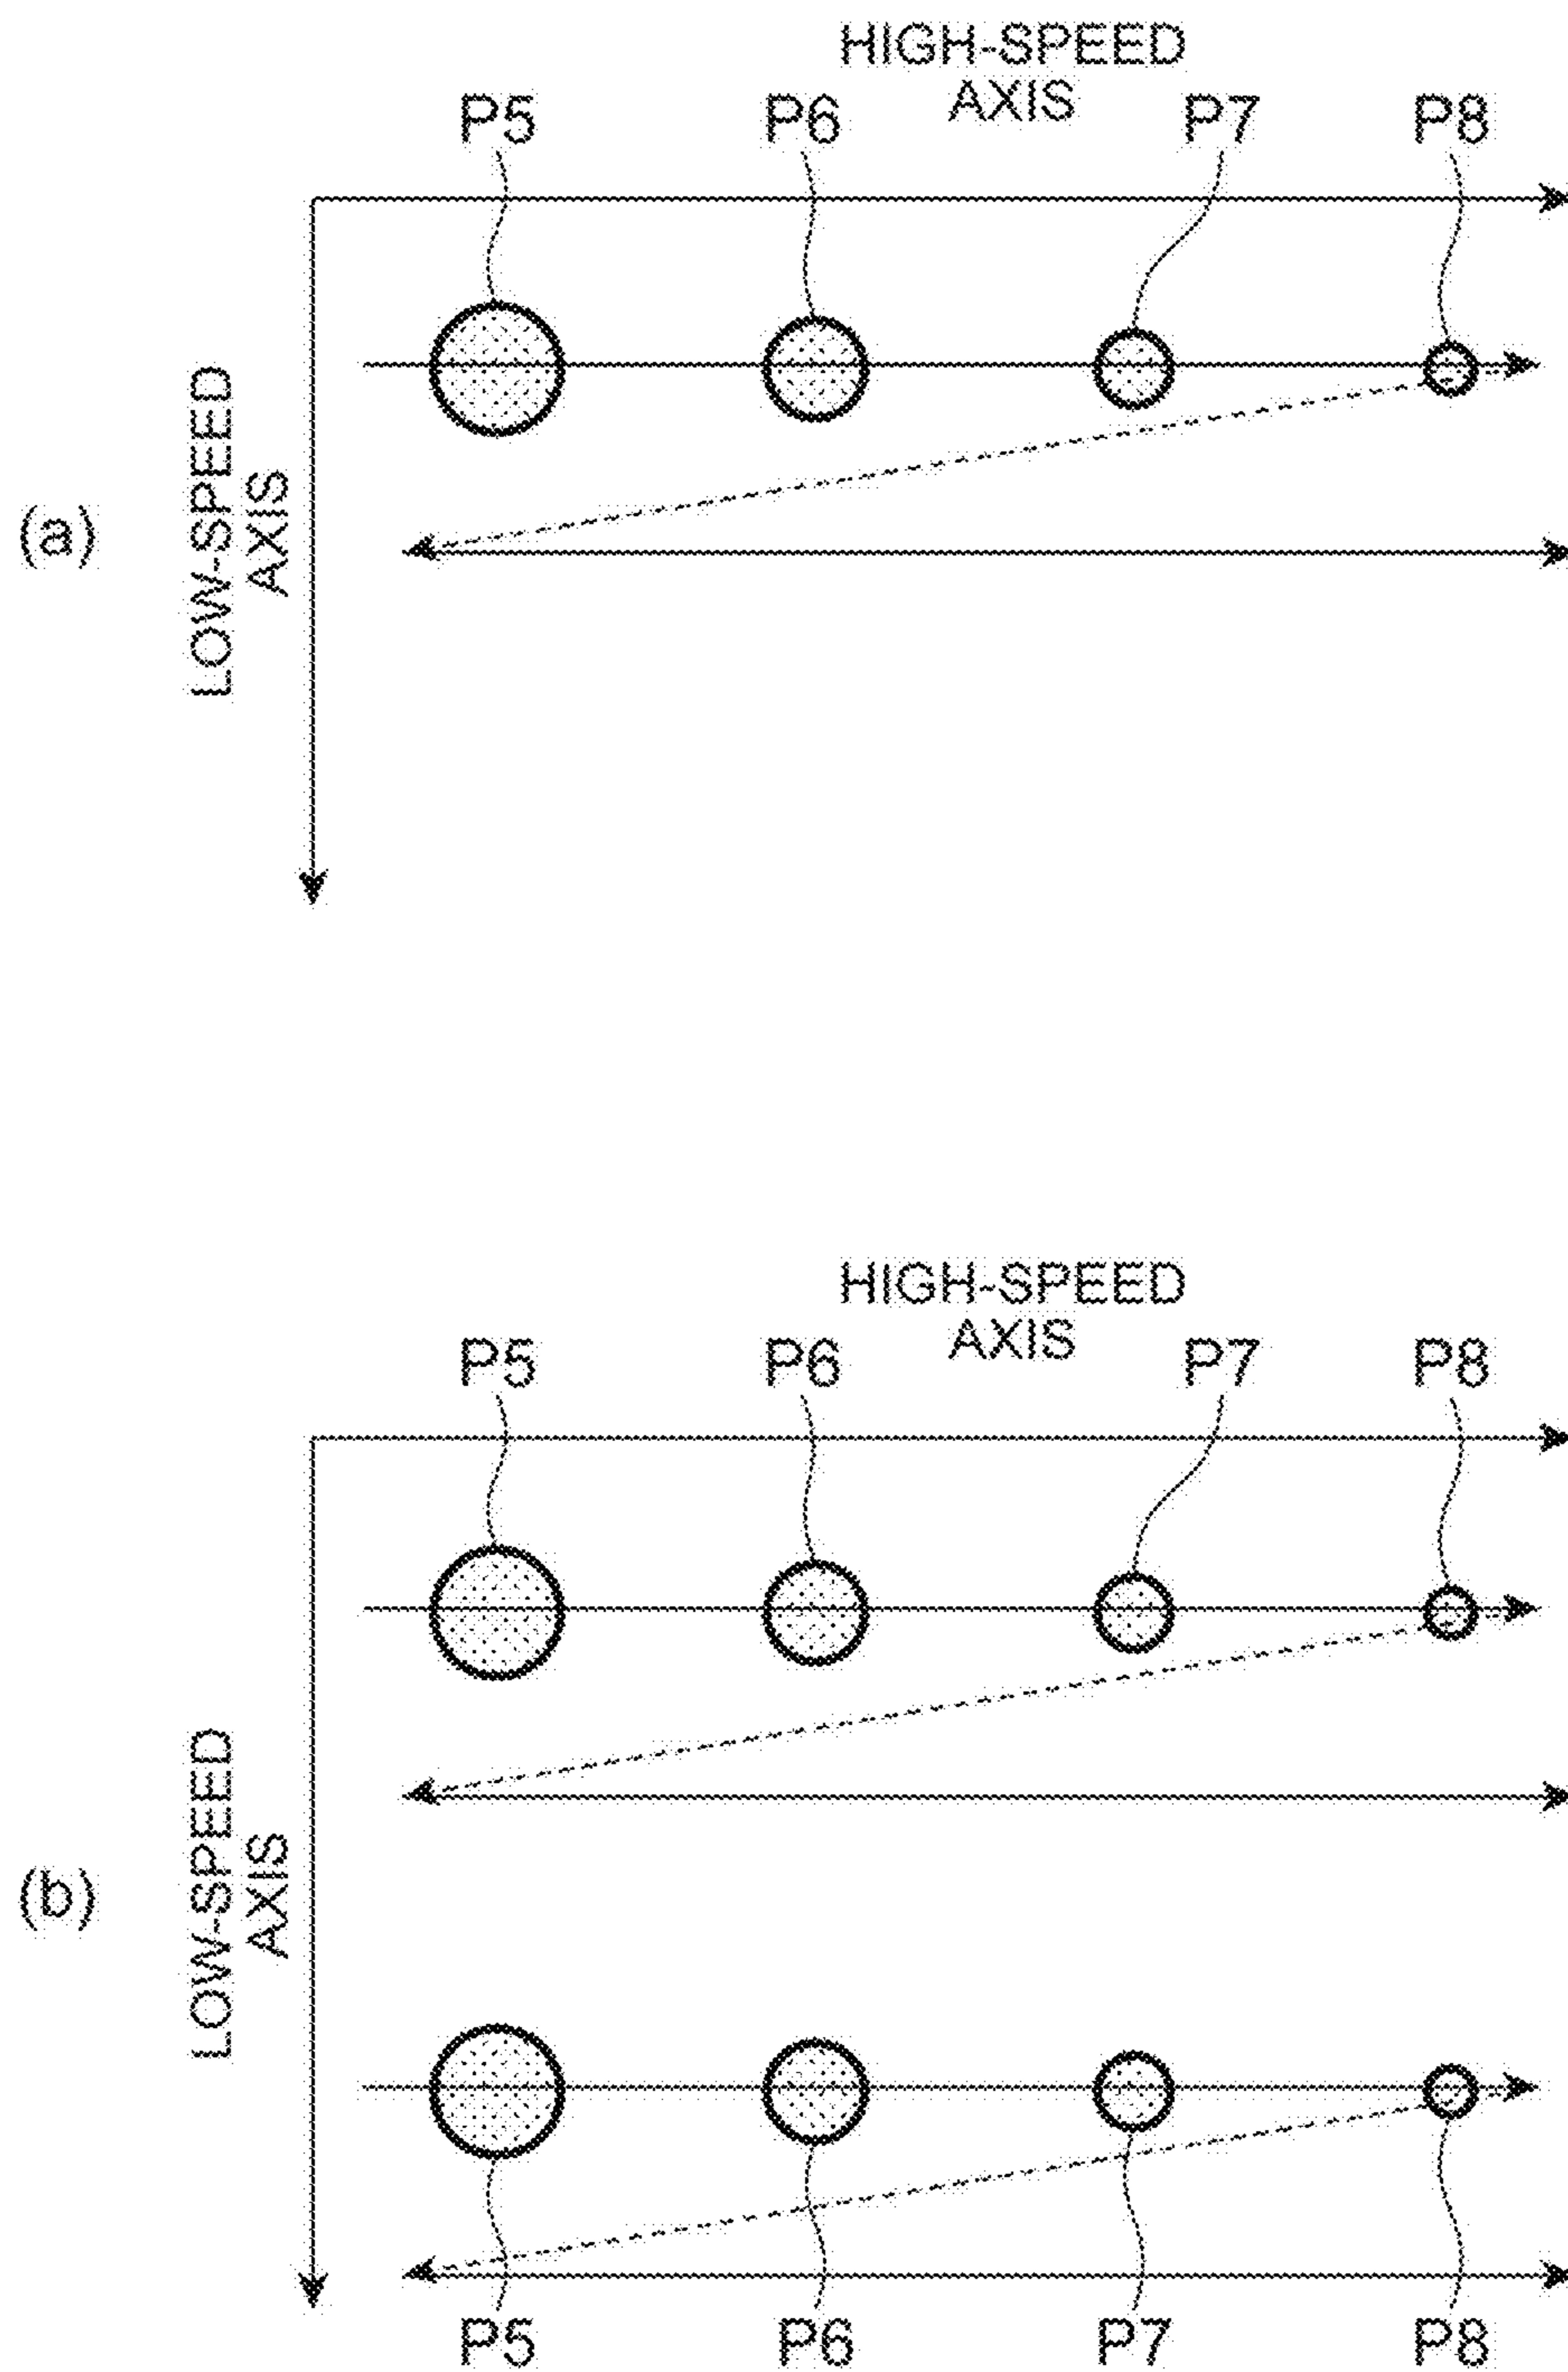 HIGH-SPEED
AXIS
P5 P6 P7 P8
LOW-SPEED
AXIS
(a)
HIGH-SPEED
AXIS
P5 P6 P7 P8
LOW-SPEED
AXIS
(b)
P5 P6 P7 P8